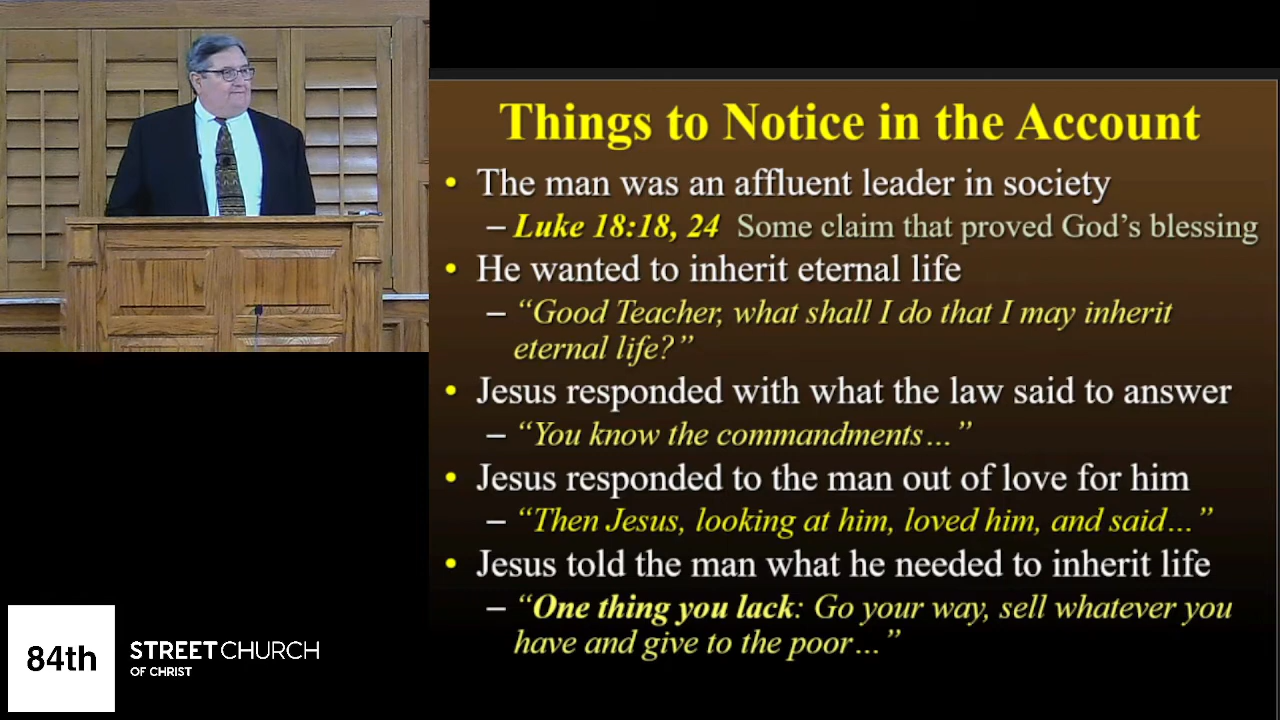 Things to Notice in the Account
• The man was an affluent leader in society
– Luke 18:18, 24 Some claim that proved God’s blessing
• He wanted to inherit eternal life
– “Good Teacher, what shall I do that I may inherit
eternal life?”
• Jesus responded with what the law said to answer
– “You know the commandments…”
• Jesus responded to the man out of love for him
– “Then Jesus, looking at him, loved him, and said…”
• Jesus told the man what he needed to inherit life
– “One thing you lack: Go your way, sell whatever you
have and give to the poor…”
84th
STREET CHURCH
OF CHRIST